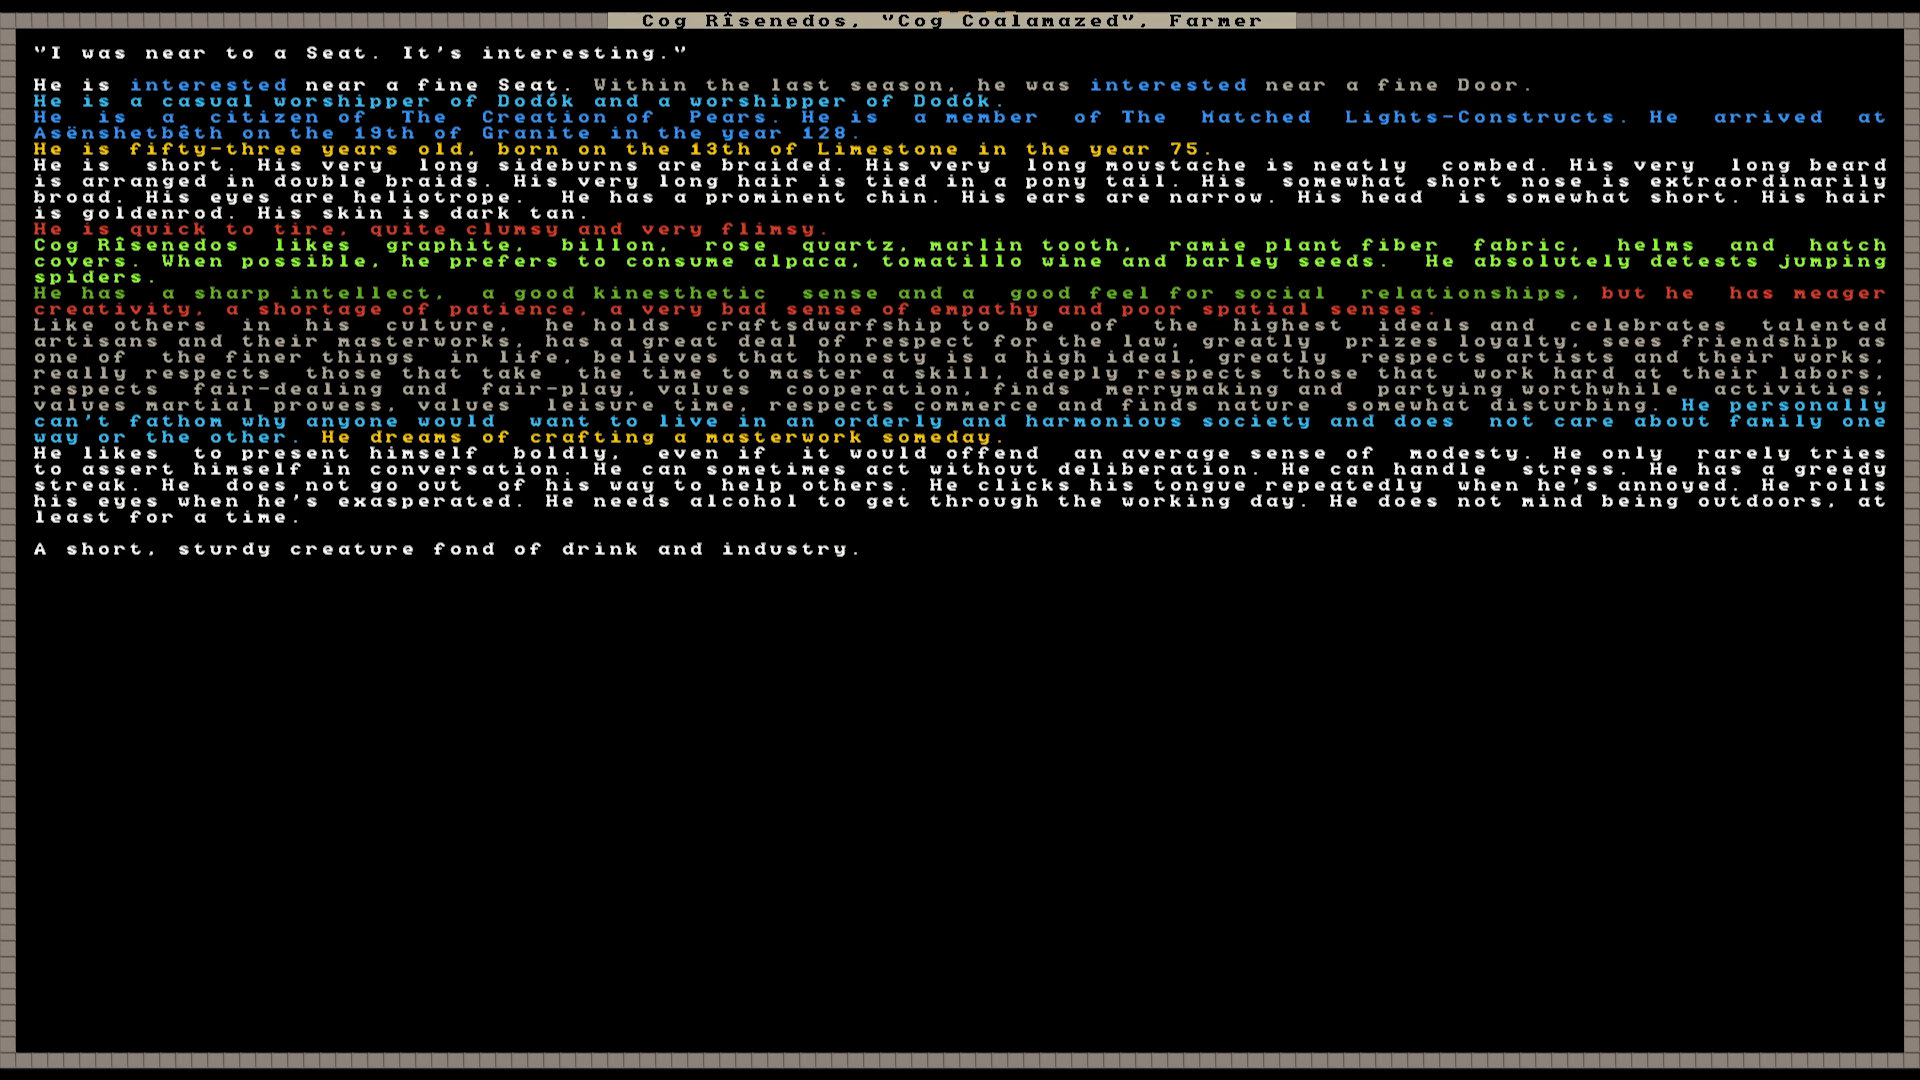 Cog Rîsenedos, "Cog Coalamazed", Farmer
"I was near to a Seat. It's interesting."
He is interested near a fine Seat. Within the last season, he was interested near a fine Door.
He is a casual worshipper of Dodók and a worshipper of Dodók.
He is a citizen of The Creation of Pears. He is a member of The Matched Lights-Constructs. He arrived at
Asënshetbêth on the 19th of Granite in the year 128.
He is fifty-three years old, born on the 13th of Limestone in the year 75.
He is short. His very long sideburns are braided. His very long moustache is neatly combed. His very long beard
is arranged in double braids. His very long hair is tied in a pony tail. His somewhat short nose is extraordinarily
broad. His eyes are heliotrope. He has a prominent chin. His ears are narrow. His head is somewhat short. His hair
is goldenrod. His skin is dark tan.
He is quick to tire, quite clumsy and very flimsy.
Cog Rîsenedos likes graphite, billon, rose quartz, marlin tooth, ramie plant fiber fabric, helms and hatch
covers. When possible, he prefers to consume alpaca, tomatillo wine and barley seeds. He absolutely detests jumping
spiders.
He has a sharp intellect, a good kinesthetic sense and a good feel for social relationships, but he has meager
creativity, a shortage of patience, a very bad sense of empathy and poor spatial senses.
Like others in his culture, he holds craftsdwarfship to be of the highest ideals and celebrates talented
artisans and their masterworks, has a great deal of respect for the law, greatly prizes loyalty, sees friendship as
one of the finer things in life, believes that honesty is a high ideal, greatly respects artists and their works,
really respects those that take the time to master a skill, deeply respects those that work hard at their labors,
respects fair-dealing and fair-play, values cooperation, finds merrymaking and partying worthwhile activities,
values martial prowess, values leisure time, respects commerce and finds nature somewhat disturbing. He personally
can't fathom why anyone would want to live in an orderly and harmonious society and does not care about family one
way or the other. He dreams of crafting a masterwork someday.
He likes to present himself boldly, even if it would offend an average sense of modesty. He only rarely tries
to assert himself in conversation. He can sometimes act without deliberation. He can handle stress. He has a greedy
streak. He does not go out of his way to help others. He clicks his tongue repeatedly when he's annoyed. He rolls
his eyes when he's exasperated. He needs alcohol to get through the working day. He does not mind being outdoors, at
least for a time.
A short, sturdy creature fond of drink and industry.